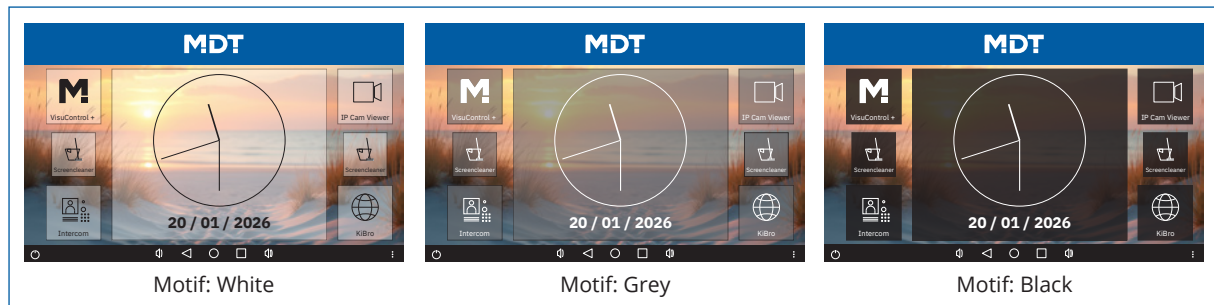 MDT
M.
VisuControl +
IP Cam Viewer
Screencleaner
Screencleaner
20 / 01 / 2026
Intercom
KiBro
Motif: White
MDT
M.
VisuControl +
IP Cam Viewer
Screencleaner
Screencleaner
20 / 01 / 2026
Intercom
KiBro
Motif: Grey
MDT
M.
VisuControl +
IP Cam Viewer
Screencleaner
Screencleaner
20 / 01 / 2026
Intercom
KiBro
Motif: Black